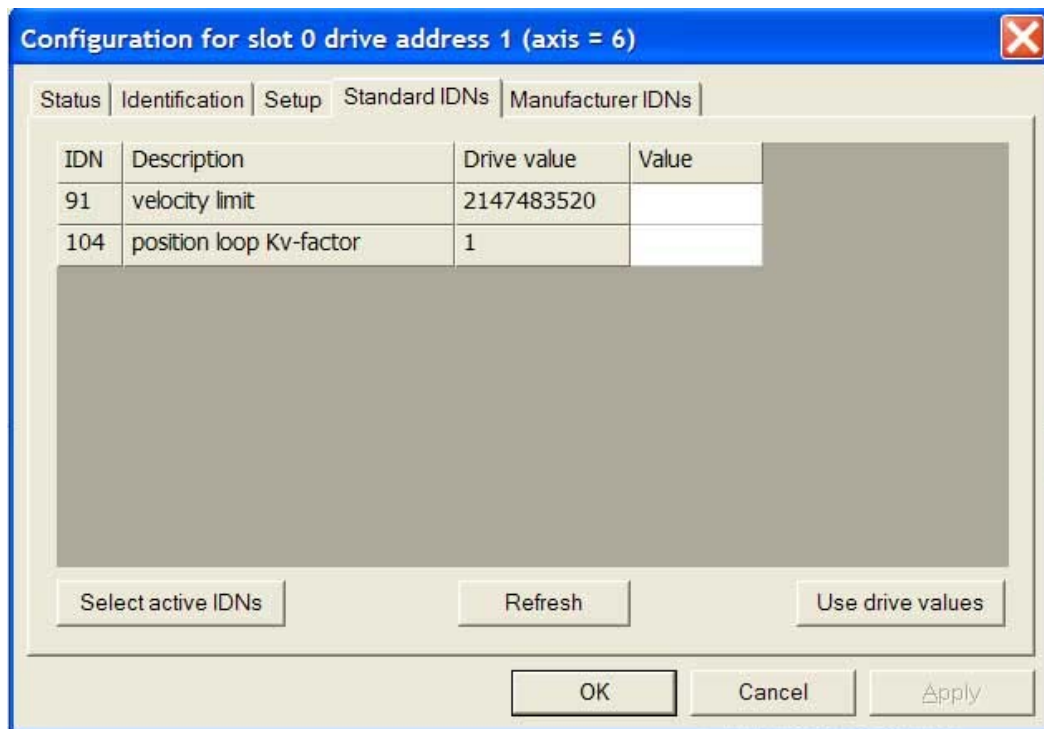 Configuration for slot 0 drive address 1 (axis = 6)
Status Identification Setup Standard IDNs Manufacturer IDNs
IDN Description Drive value Value
91 velocity limit 2147483520
104 position loop Kv-factor 1
Select active IDNs Refresh Use drive values
OK Cancel Apply